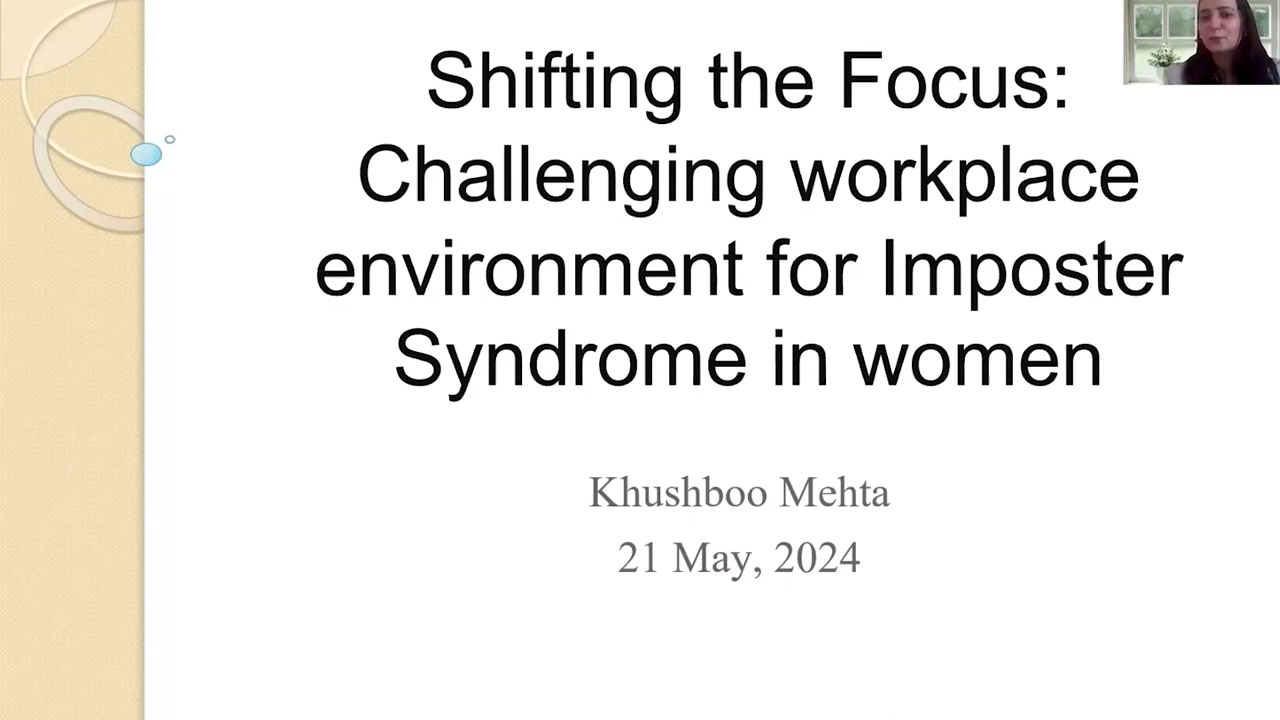 Shifting the Focus:
Challenging workplace
environment for Imposter
Syndrome in women
Khushboo Mehta
21 May, 2024